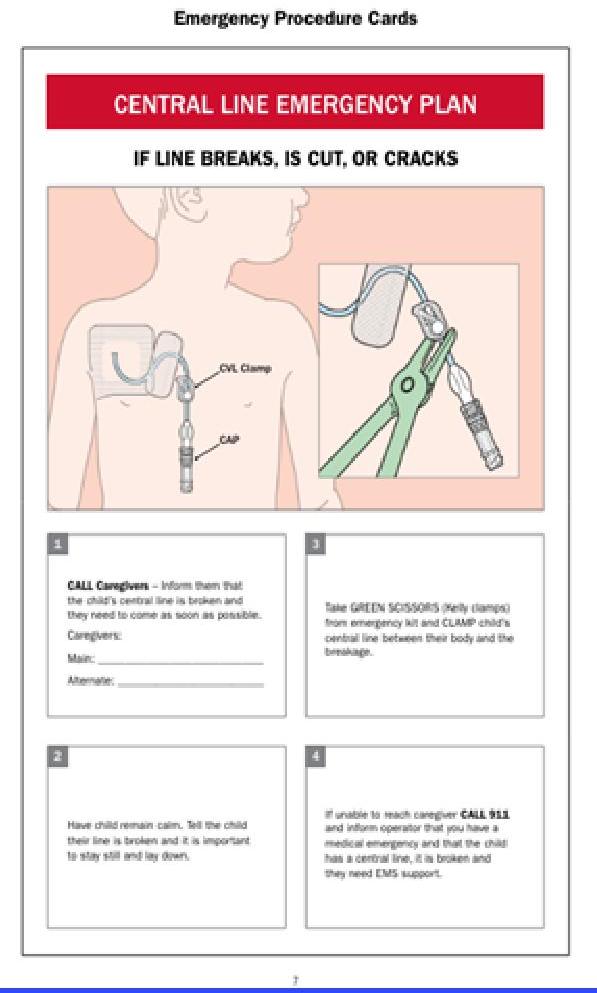 Emergency Procedure Cards
CENTRAL LINE EMERGENCY PLAN
IF LINE BREAKS, IS CUT, OR CRACKS
CVL Clamp
CAP
1
CALL Caregivers – Inform them that
the child's central line is broken and
they need to come as soon as possible.
Caregivers:
Main:
Alternate:
2
Have child remain calm. Tell the child
their line is broken and it is important
to stay still and lay down.
3
Take GREEN SCISSORS (Kelly clamps)
from emergency kit and CLAMP child's
central line between their body and the
breakage.
4
If unable to reach caregiver CALL 911
and inform operator that you have a
medical emergency and that the child
has a central line, it is broken and
they need EMS support.
7